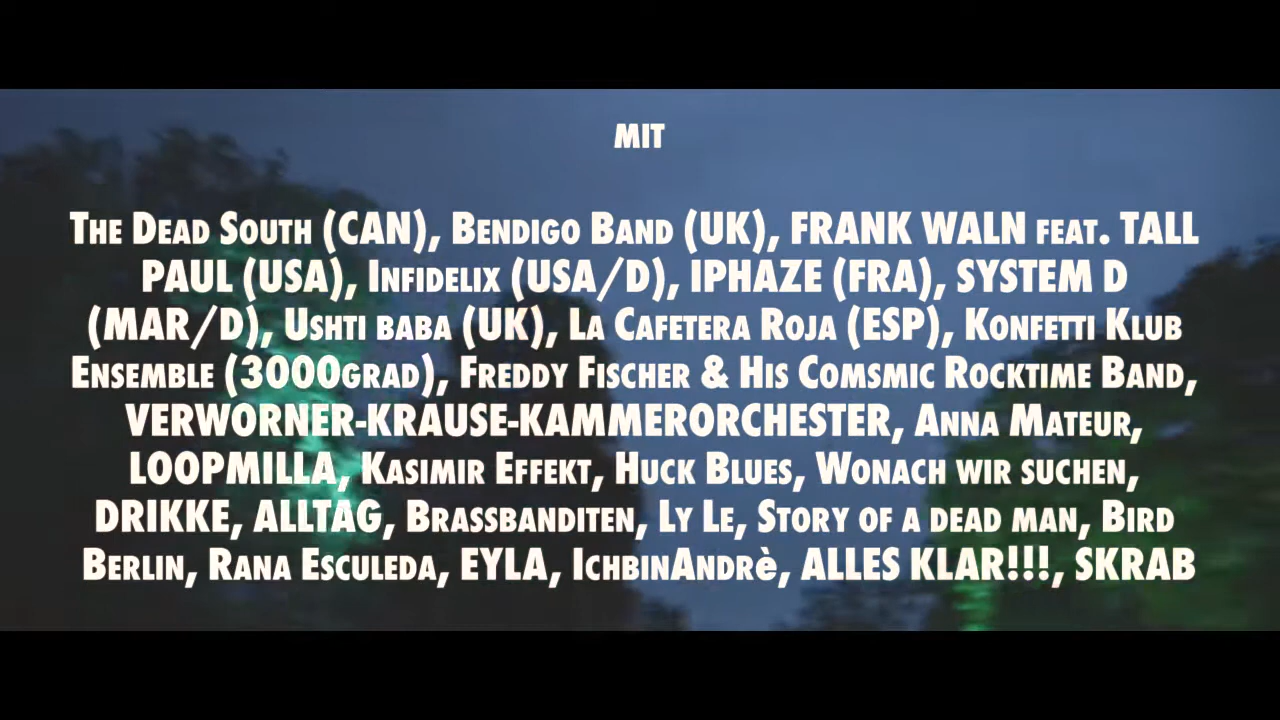 MIT
The Dead South (CAN), Bendigo Band (UK), FRANK WALN feat. TALL
PAUL (USA), Infidelix (USA/D), IPHAZE (FRA), SYSTEM D
(MAR/D), Ushti baba (UK), La Cafetera Roja (ESP), Konfetti Klub
Ensemble (3000grad), Freddy Fischer & His Comsmic Rocktime Band,
VERWORNER-KRAUSE-KAMMERORCHESTER, Anna Mateur,
LOOPMILLA, Kasimir Effekt, Huck Blues, Wonach wir suchen,
DRIKKE, ALLTAG, Brassbanditen, Ly Le, Story of a dead man, Bird
Berlin, Rana Esculeda, EYLA, IchbinAndrè, ALLES KLAR!!!, SKRAB